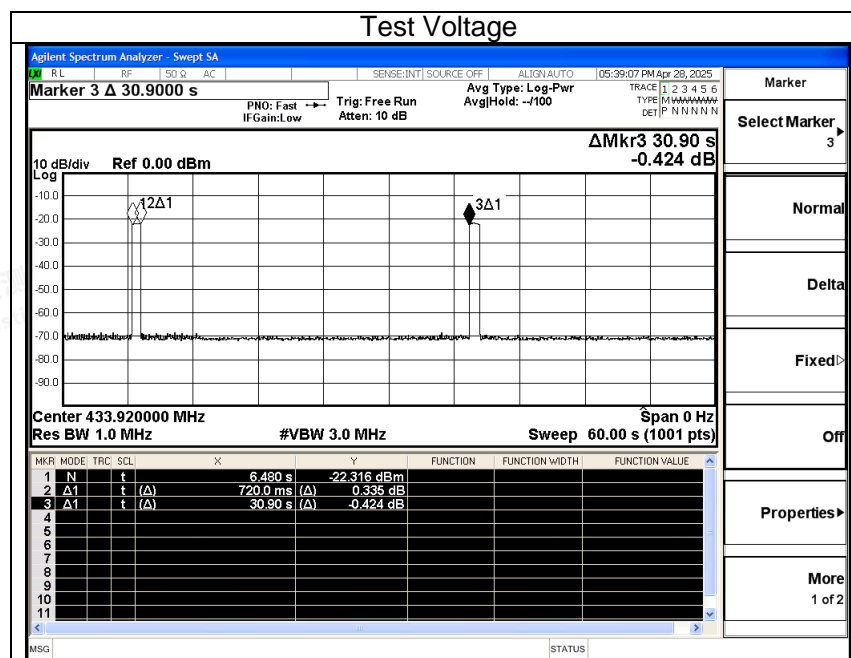 Test Voltage
Agilent Spectrum Analyzer - Swept SA
LXI RL RF 50 Ω AC SENSE:INT SOURCE OFF ALIGN AUTO 05:39:07 PM Apr 28, 2025
Marker 3 Δ 30.9000 s
PNO: Fast IFGain:Low
Trig: Free Run Atten: 10 dB
Avg Type: Log-Pwr Avg|Hold: --/100
TRACE 1 2 3 4 5 6
TYPE M WWWWW
DET P N N N N N
ΔMkr3 30.90 s
-0.424 dB
10 dB/div Ref 0.00 dBm
Log
-10.0
-20.0
-30.0
-40.0
-50.0
-60.0
-70.0
-80.0
-90.0
12Δ1
3Δ1
Center 433.920000 MHz Span 0 Hz
Res BW 1.0 MHz #VBW 3.0 MHz Sweep 60.00 s (1001 pts)
MKR MODE TRC SCL X Y FUNCTION FUNCTION WIDTH FUNCTION VALUE
1 N t 6.480 s -22.316 dBm
2 Δ1 t (Δ) 720.0 ms (Δ) 0.335 dB
3 Δ1 t (Δ) 30.90 s (Δ) -0.424 dB
4
5
6
7
8
9
10
11
MSG STATUS
Marker
Select Marker
3
Normal
Delta
Fixed
Off
Properties
More
1 of 2